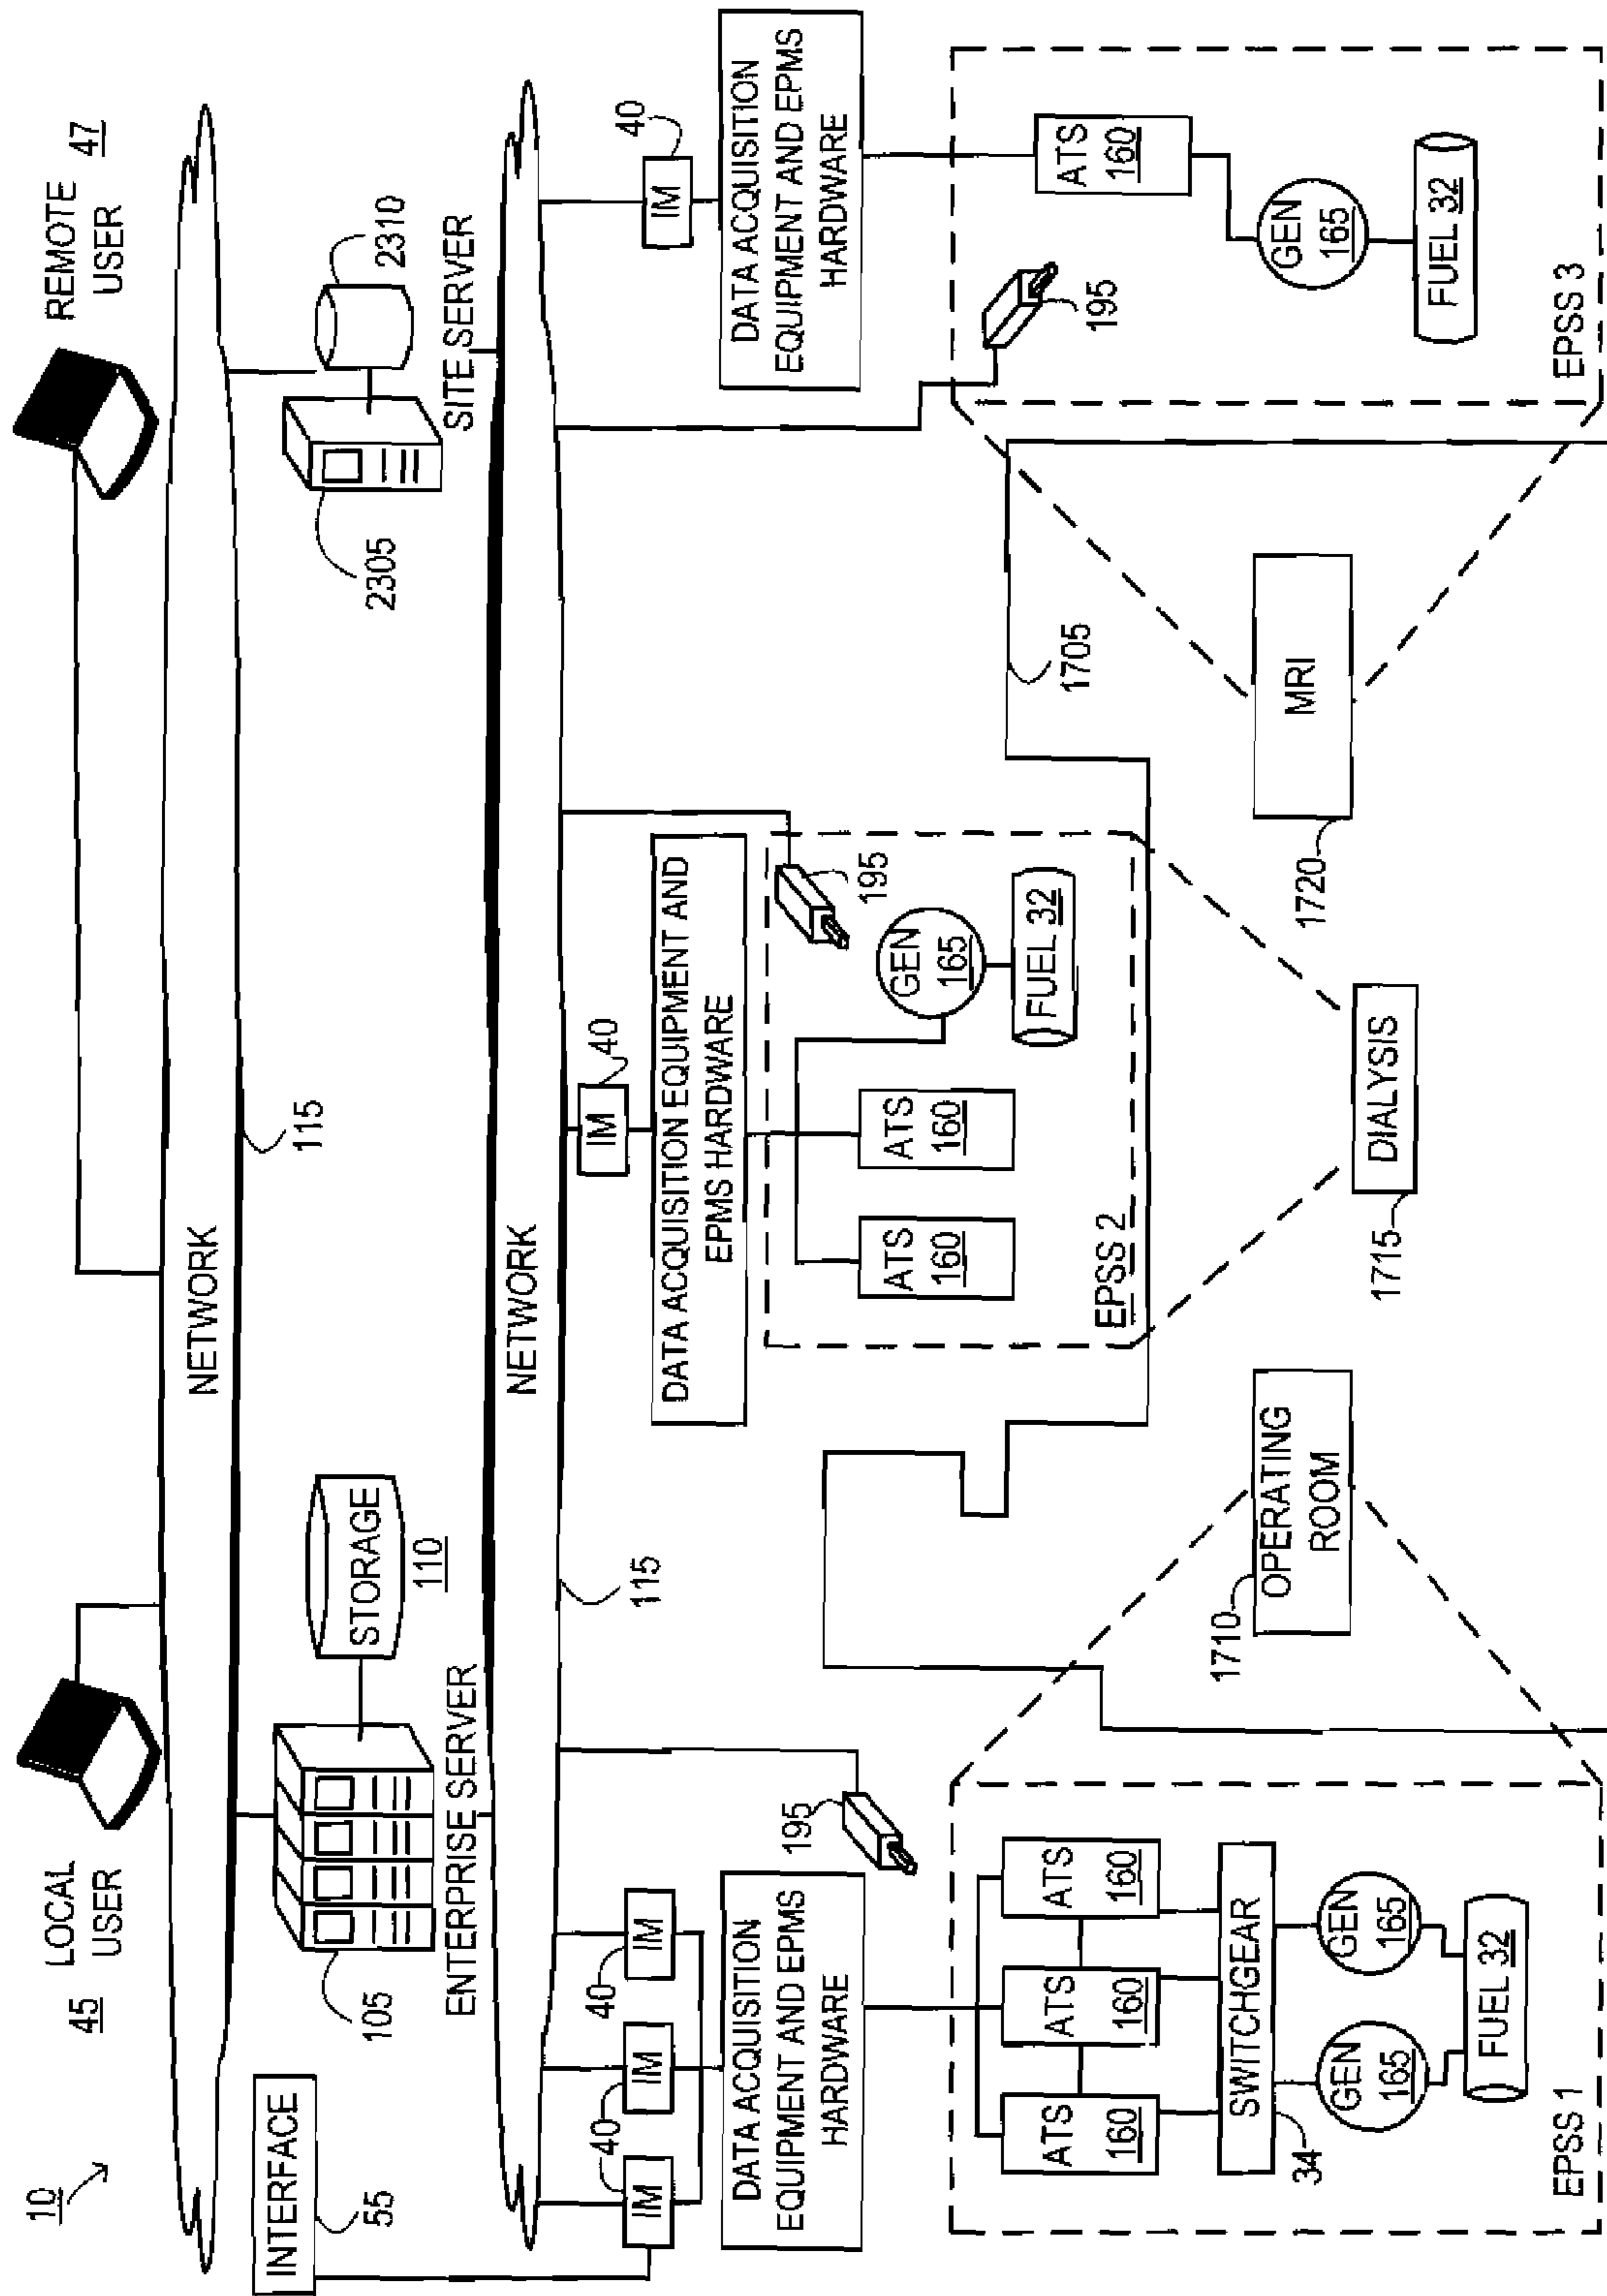 10
45
LOCAL
USER
REMOTE
USER
47
NETWORK
115
INTERFACE
55
105
STORAGE
110
ENTERPRISE SERVER
2305
2310
SITE SERVER
NETWORK
115
40
IM
40
IM
40
IM
40
IM
40
IM
DATA ACQUISITION
EQUIPMENT AND EPMS
HARDWARE
195
DATA ACQUISITION EQUIPMENT AND
EPMS HARDWARE
195
DATA ACQUISITION
EQUIPMENT AND EPMS
HARDWARE
195
ATS
160
ATS
160
ATS
160
SWITCHGEAR
34
GEN
165
GEN
165
FUEL 32
EPSS 1
ATS
160
ATS
160
GEN
165
FUEL 32
EPSS 2
ATS
160
GEN
165
FUEL 32
EPSS 3
1705
1710
OPERATING
ROOM
DIALYSIS
1715
MRI
1720